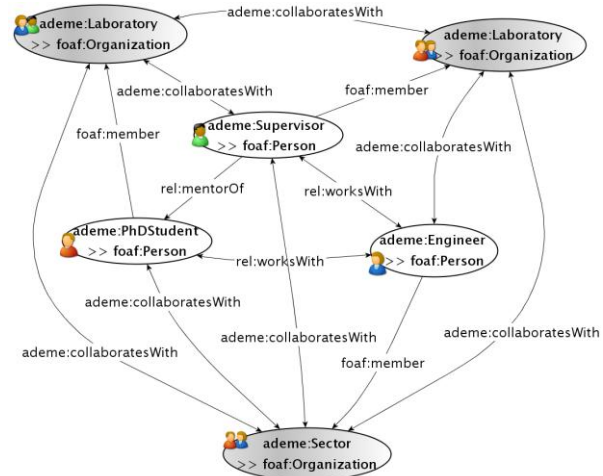 ademe:Laboratory
>> foaf:Organization
ademe:collaboratesWith
ademe:Laboratory
>> foaf:Organization
ademe:collaboratesWith
foaf:member
foaf:member
ademe:Supervisor
>> foaf:Person
ademe:collaboratesWith
rel:mentorOf
rel:worksWith
ademe:PhDStudent
>> foaf:Person
rel:worksWith
ademe:Engineer
>> foaf:Person
ademe:collaboratesWith
ademe:collaboratesWith
ademe:collaboratesWith
ademe:collaboratesWith
foaf:member
ademe:collaboratesWith
ademe:Sector
>> foaf:Organization